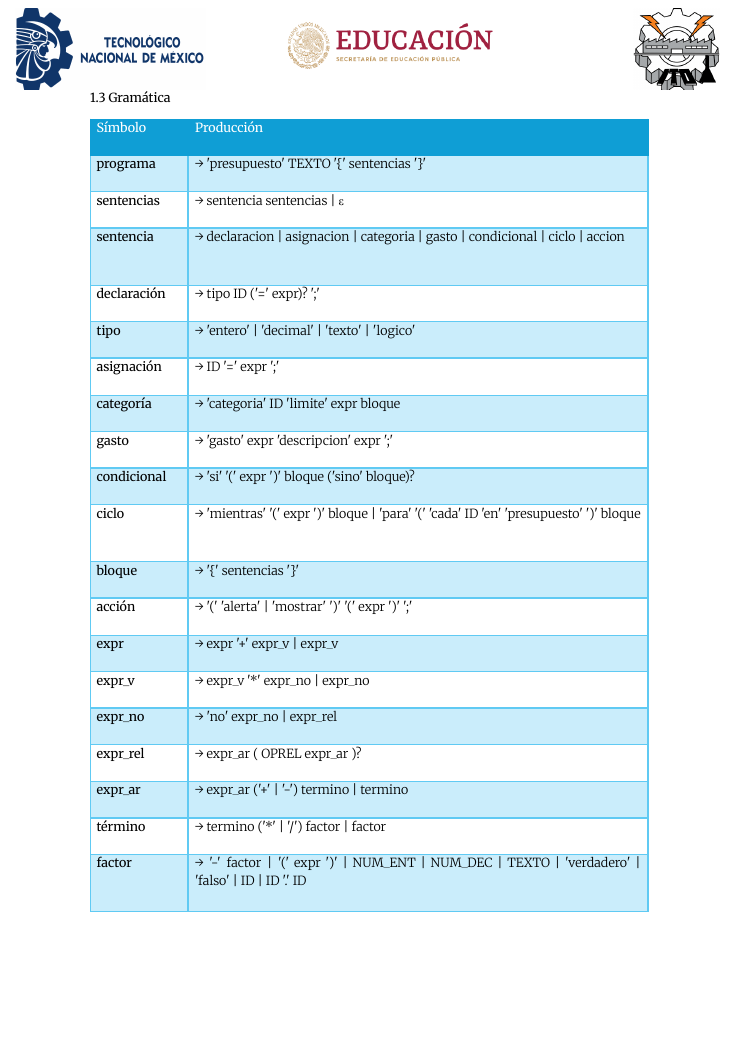 TECNOLÓGICO
NACIONAL DE MÉXICO
EDUCACIÓN
SECRETARÍA DE EDUCACIÓN PÚBLICA
ITO
1.3 Gramática
Símbolo Producción
programa → 'presupuesto' TEXTO '{' sentencias '}'
sentencias → sentencia sentencias | ε
sentencia → declaracion | asignacion | categoria | gasto | condicional | ciclo | accion
declaración → tipo ID ('=' expr)? ';'
tipo → 'entero' | 'decimal' | 'texto' | 'logico'
asignación → ID '=' expr ';'
categoría → 'categoria' ID 'limite' expr bloque
gasto → 'gasto' expr 'descripcion' expr ';'
condicional → 'si' '(' expr ')' bloque ('sino' bloque)?
ciclo → 'mientras' '(' expr ')' bloque | 'para' '(' 'cada' ID 'en' 'presupuesto' ')' bloque
bloque → '{' sentencias '}'
acción → '(' 'alerta' | 'mostrar' ')' '(' expr ')' ';'
expr → expr '+' expr_v | expr_v
expr_v → expr_v '*' expr_no | expr_no
expr_no → 'no' expr_no | expr_rel
expr_rel → expr_ar ( OPREL expr_ar )?
expr_ar → expr_ar ('+' | '-') termino | termino
término → termino ('*' | '/') factor | factor
factor → '-' factor | '(' expr ')' | NUM_ENT | NUM_DEC | TEXTO | 'verdadero' |
'falso' | ID | ID '.' ID